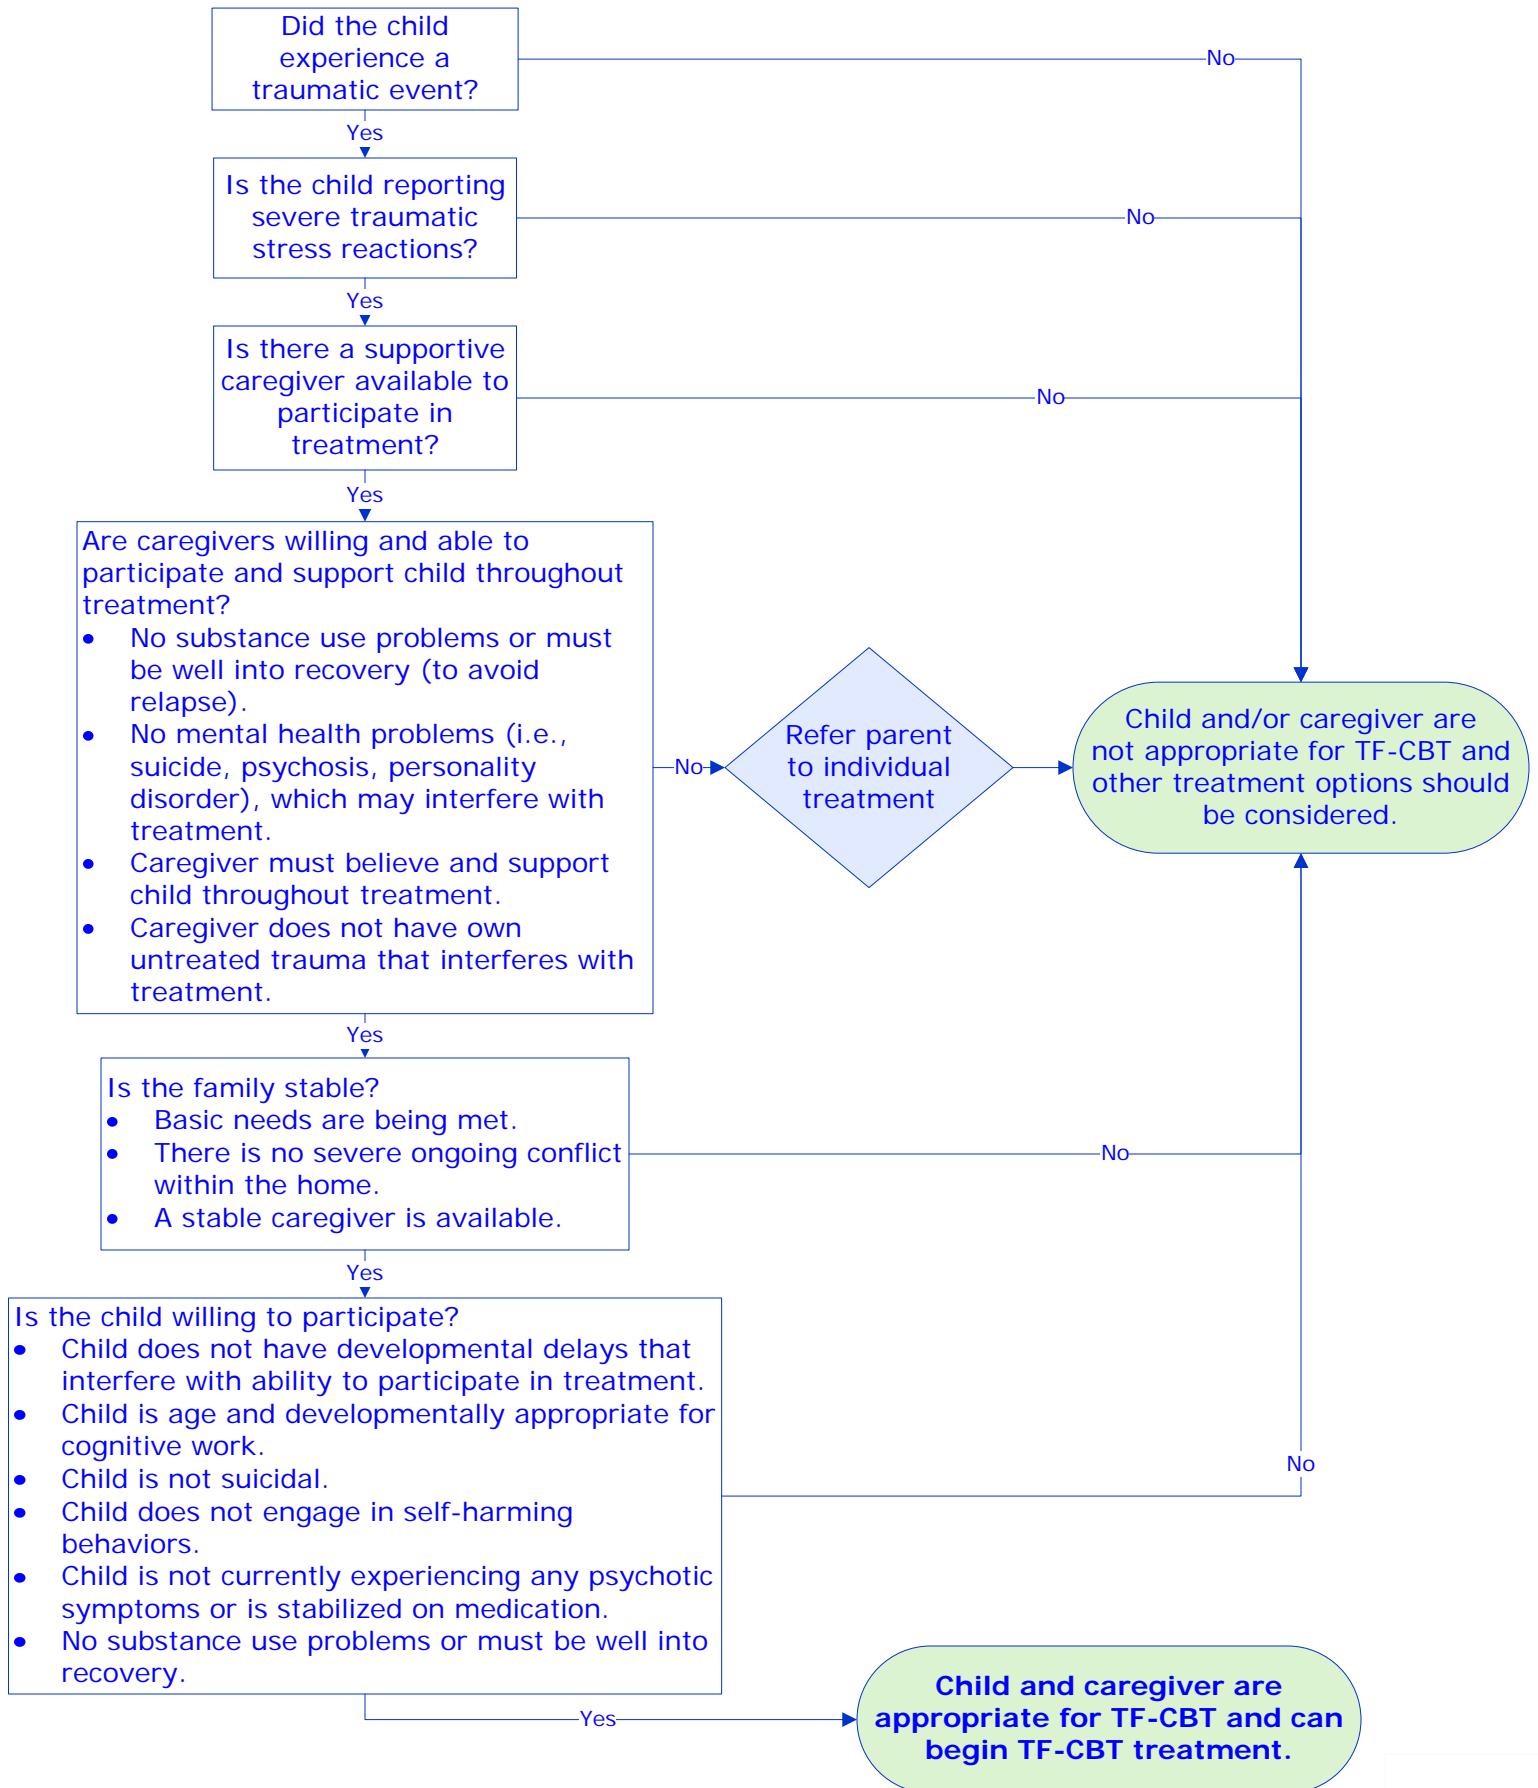 Did the child
experience a
traumatic event?
No
Yes
Is the child reporting
severe traumatic
stress reactions?
No
Yes
Is there a supportive
caregiver available to
participate in
treatment?
No
Yes
Are caregivers willing and able to
participate and support child throughout
treatment?
• No substance use problems or must
be well into recovery (to avoid
relapse).
• No mental health problems (i.e.,
suicide, psychosis, personality
disorder), which may interfere with
treatment.
• Caregiver must believe and support
child throughout treatment.
• Caregiver does not have own
untreated trauma that interferes with
treatment.
No
Refer parent
to individual
treatment
Child and/or caregiver are
not appropriate for TF-CBT and
other treatment options should
be considered.
Yes
Is the family stable?
• Basic needs are being met.
• There is no severe ongoing conflict
within the home.
• A stable caregiver is available.
No
Yes
Is the child willing to participate?
• Child does not have developmental delays that
interfere with ability to participate in treatment.
• Child is age and developmentally appropriate for
cognitive work.
• Child is not suicidal.
• Child does not engage in self-harming
behaviors.
• Child is not currently experiencing any psychotic
symptoms or is stabilized on medication.
• No substance use problems or must be well into
recovery.
No
Yes
Child and caregiver are
appropriate for TF-CBT and can
begin TF-CBT treatment.